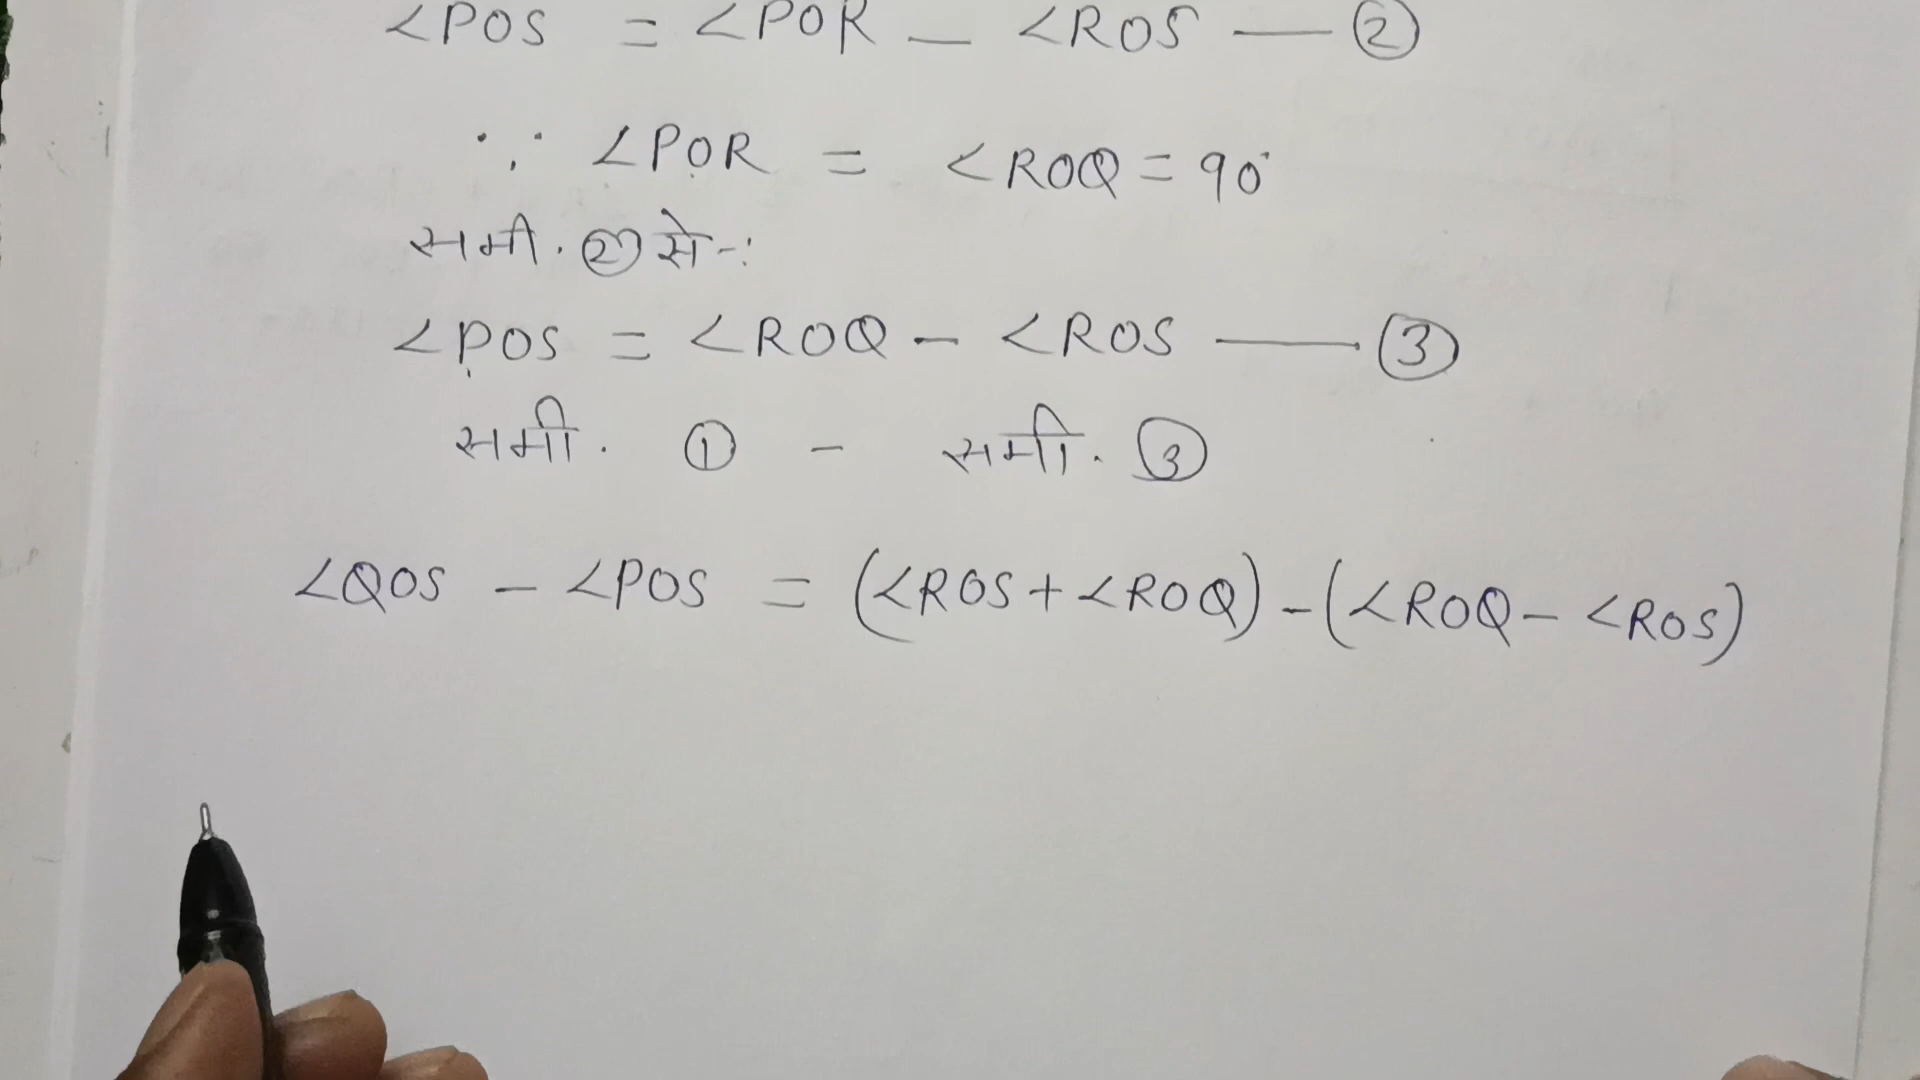 ∠POS = ∠POR - ∠ROS — ②
∵ ∠POR = ∠ROQ = 90°
समी. ② से -:
∠POS = ∠ROQ - ∠ROS — ③
समी. ① - समी. ③
∠QOS - ∠POS = (∠ROS + ∠ROQ) - (∠ROQ - ∠ROS)